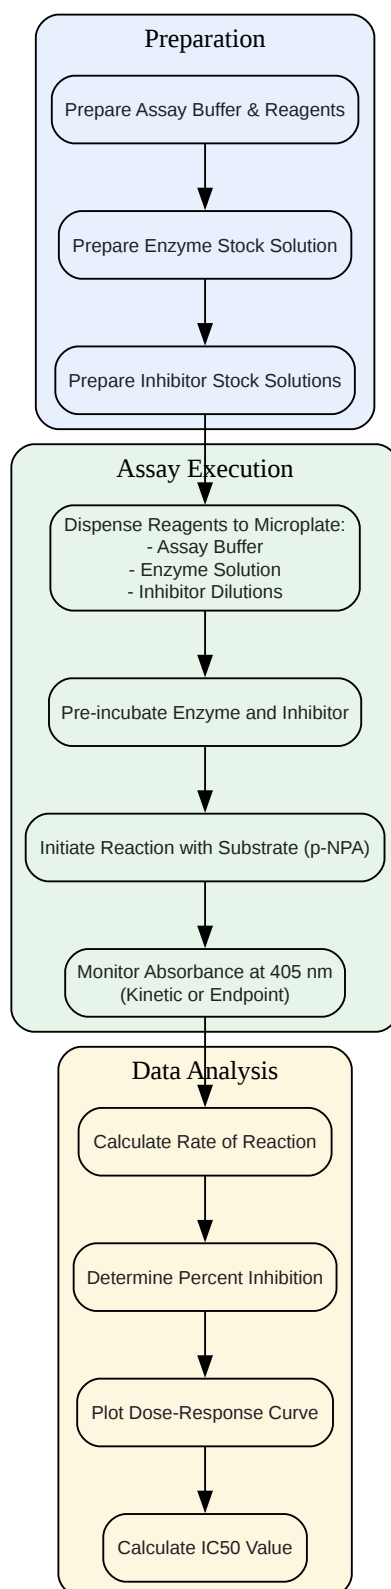 Preparation
Prepare Assay Buffer & Reagents
Prepare Enzyme Stock Solution
Prepare Inhibitor Stock Solutions
Assay Execution
Dispense Reagents to Microplate:
- Assay Buffer
- Enzyme Solution
- Inhibitor Dilutions
Pre-incubate Enzyme and Inhibitor
Initiate Reaction with Substrate (p-NPA)
Monitor Absorbance at 405 nm
(Kinetic or Endpoint)
Data Analysis
Calculate Rate of Reaction
Determine Percent Inhibition
Plot Dose-Response Curve
Calculate IC50 Value